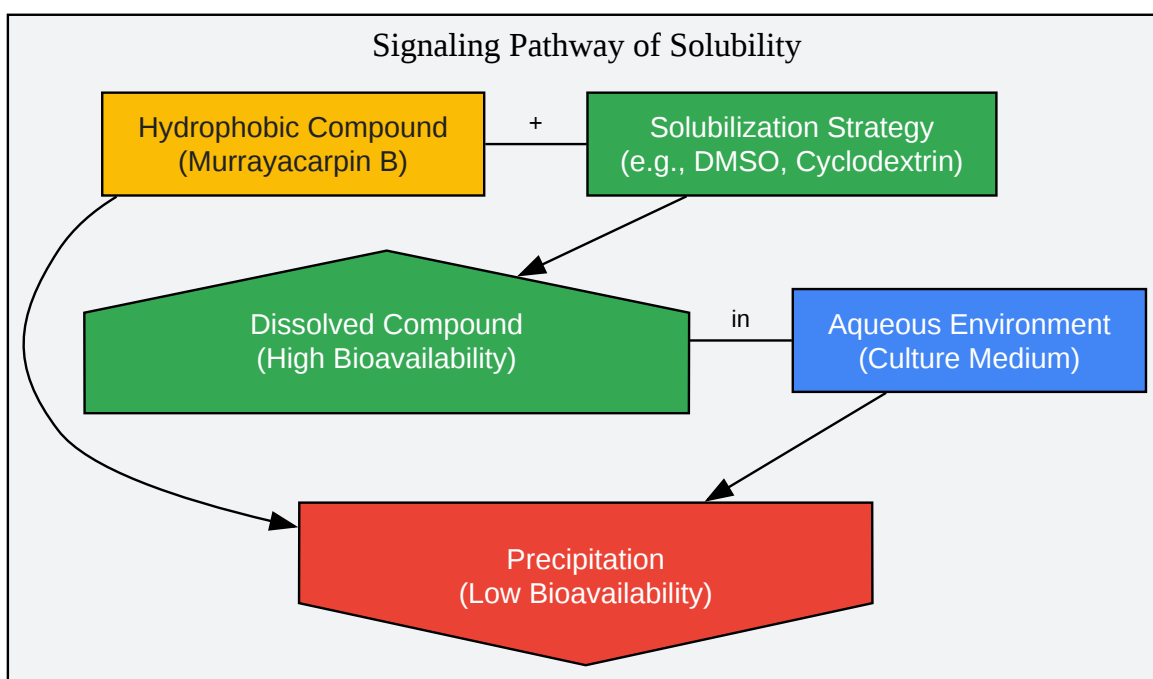 Signaling Pathway of Solubility
Hydrophobic Compound
(Murrayacarpin B)
+
Solubilization Strategy
(e.g., DMSO, Cyclodextrin)
Dissolved Compound
(High Bioavailability)
in
Aqueous Environment
(Culture Medium)
Precipitation
(Low Bioavailability)